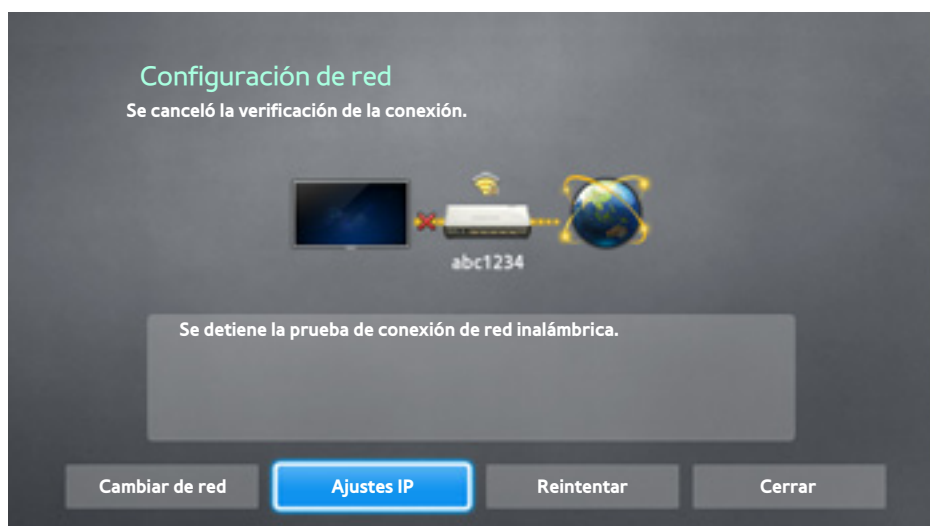 Configuración de red
Se canceló la verificación de la conexión.
abc1234
Se detiene la prueba de conexión de red inalámbrica.
Cambiar de red
Ajustes IP
Reintentar
Cerrar